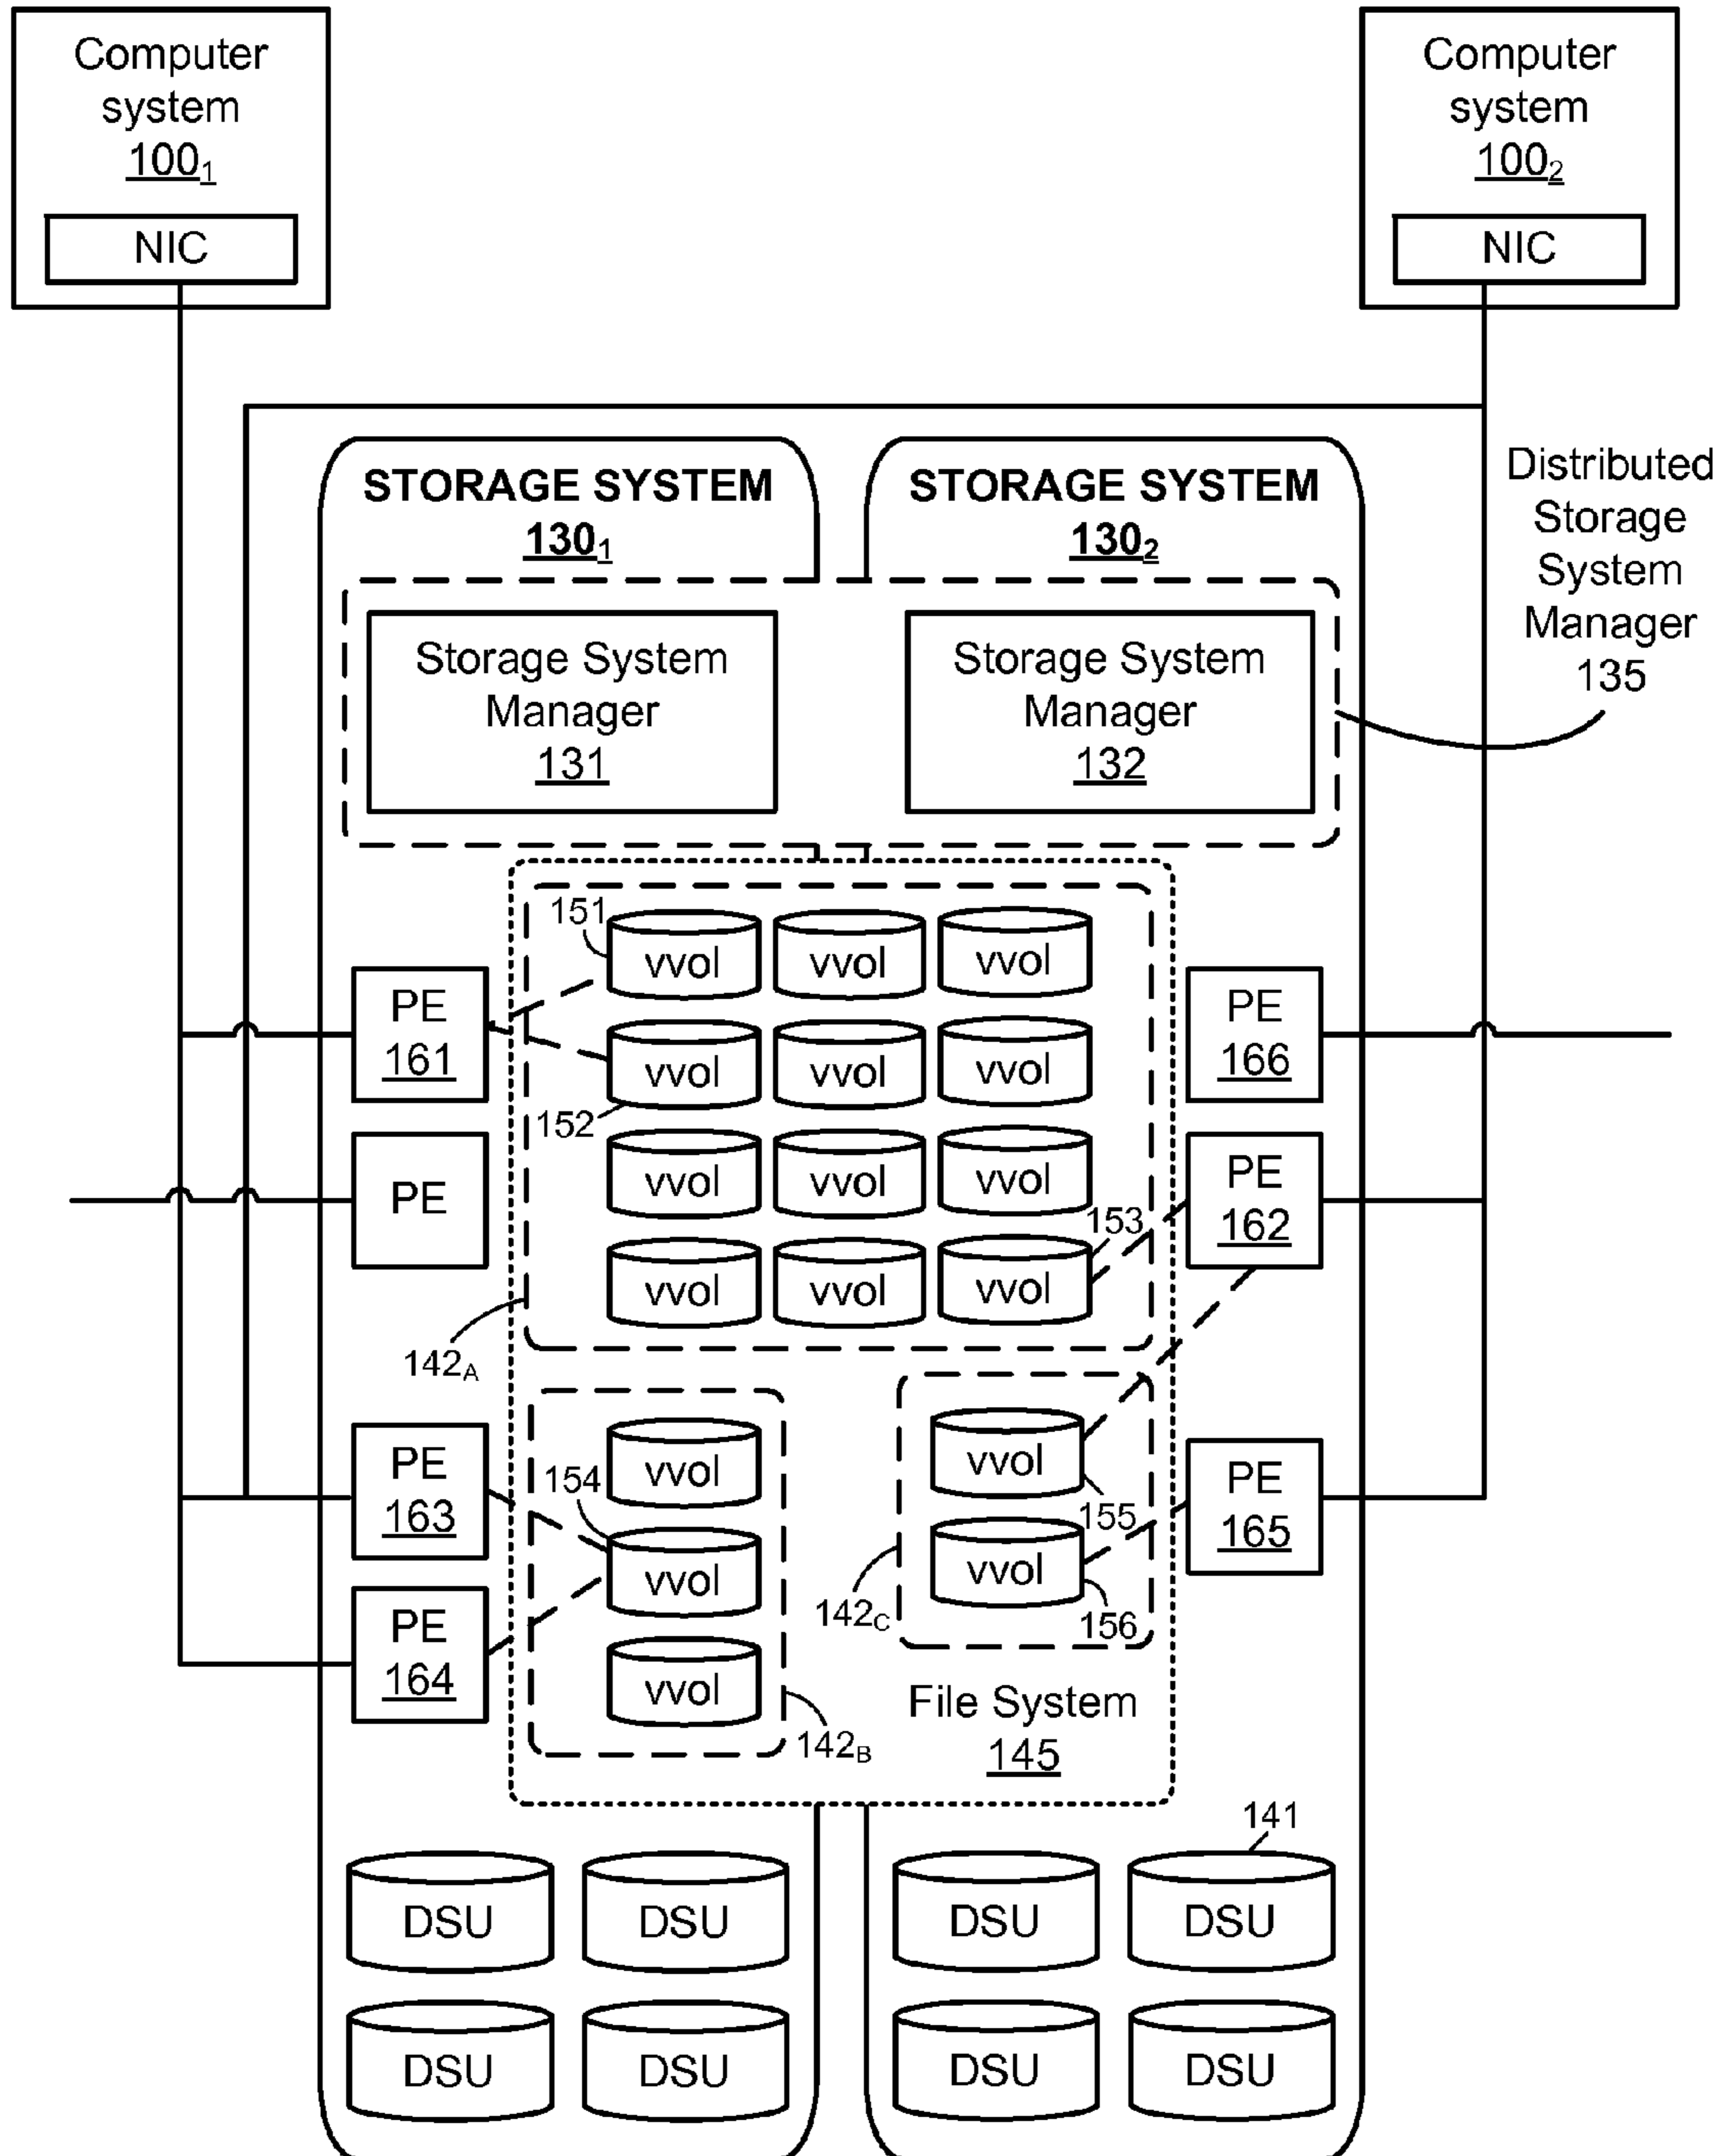 Computer
system
100₁
NIC
Computer
system
100₂
NIC
Distributed
Storage
System
Manager
135
STORAGE SYSTEM
130₁
STORAGE SYSTEM
130₂
Storage System
Manager
131
Storage System
Manager
132
151
vvol vvol vvol
vvol vvol vvol
152
vvol vvol vvol
153
vvol vvol vvol
142A
PE
161
PE
PE
166
PE
162
PE
163
PE
164
PE
165
vvol
154
vvol
vvol
142B
vvol
155
vvol
156
142C
File System
145
141
DSU DSU DSU DSU
DSU DSU DSU DSU